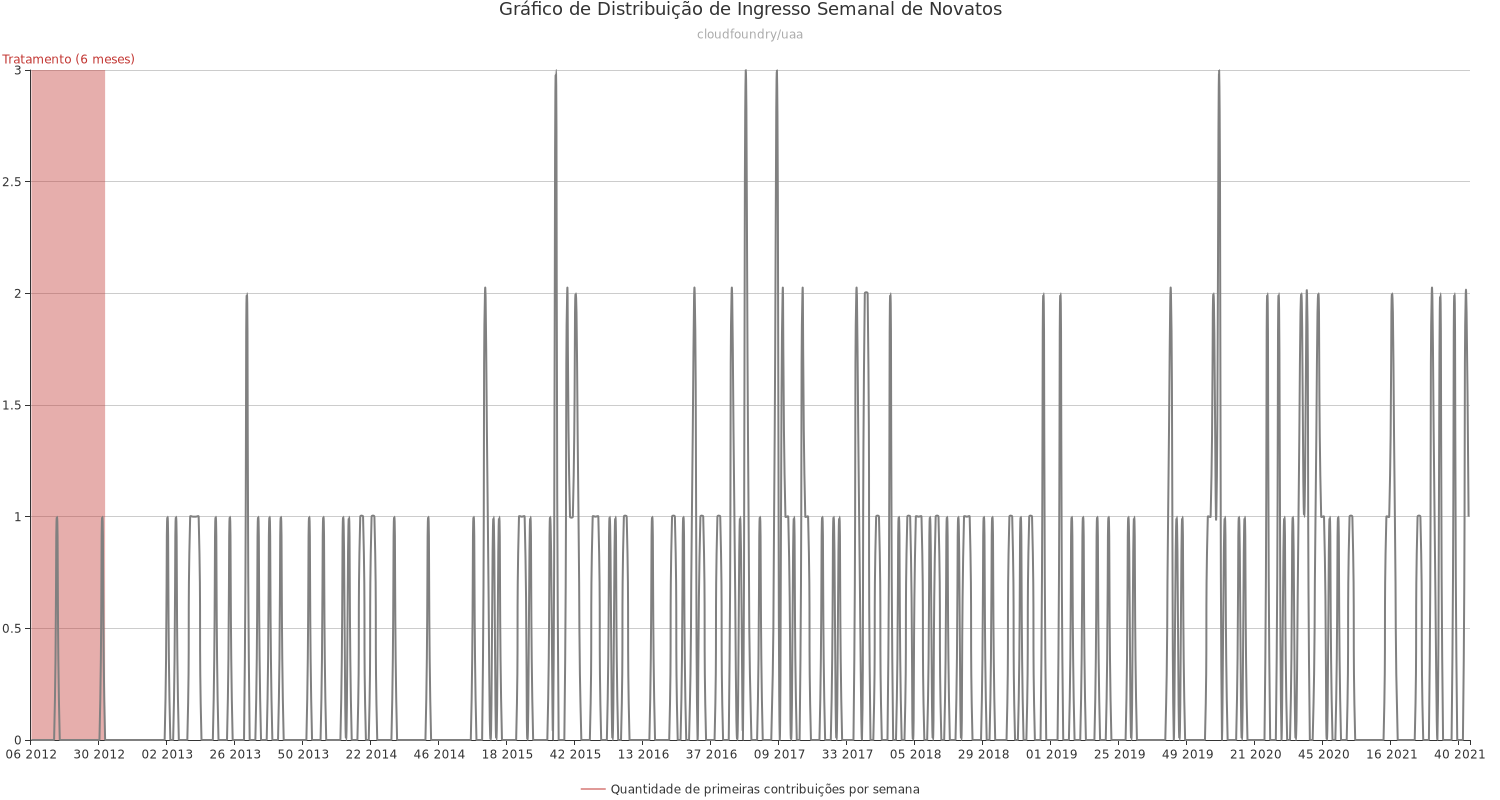 Gráfico de Distribuição de Ingresso Semanal de Novatos
cloudfoundry/uaa
Tratamento (6 meses)
3
2.5
2
1.5
1
0.5
0
06 2012 30 2012 02 2013 26 2013 50 2013 22 2014 46 2014 18 2015 42 2015 13 2016 37 2016 09 2017 33 2017 05 2018 29 2018 01 2019 25 2019 49 2019 21 2020 45 2020 16 2021 40 2021
Quantidade de primeiras contribuições por semana